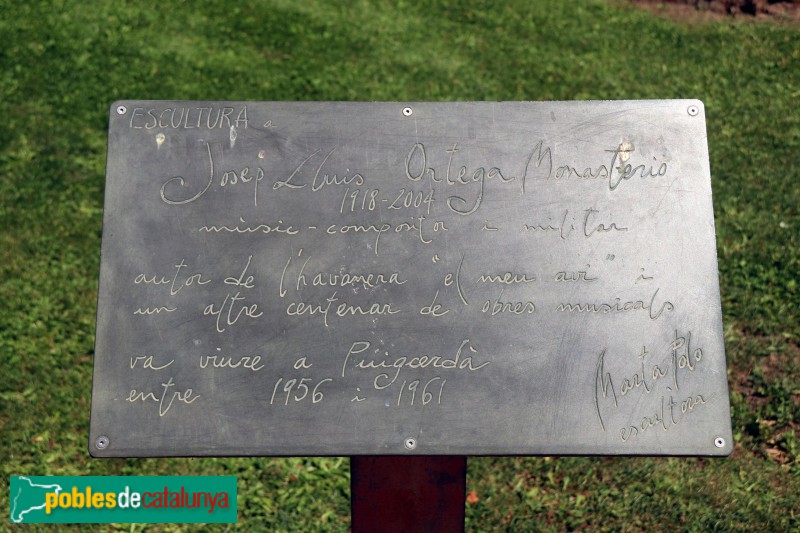 ESCULTURA a
Josep Lluis Ortega Monasterio
1918-2004
músic-compositor i militar
autor de l'havanera "el meu avi" i
un altre centenar de obres musicals
va viure a Puigcerdà
entre 1956 i 1961
Marta Polo
escultora
poblesdecatalunya